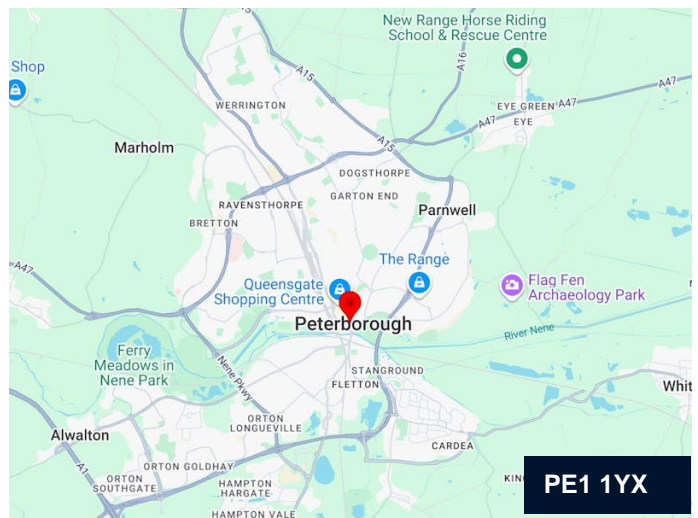 New Range Horse Riding
School & Rescue Centre
Shop
A15
A16
A47
WERRINGTON
EYE GREEN
A47
EYE
A47
Marholm
A15
DOGSTHORPE
GARTON END
RAVENSTHORPE
Parnwell
BRETTON
The Range
A47
Queensgate
Shopping Centre
Flag Fen
Archaeology Park
Peterborough
River Nene
Ferry
Meadows in
Nene Park
Nene Pkwy
STANGROUND
FLETTON
Whit
ORTON
LONGUEVILLE
Alwalton
CARDEA
A1
ORTON GOLDHAY
ORTON
SOUTHGATE
HAMPTON
HARGATE
KING
PE1 1YX
HAMPTON VALE